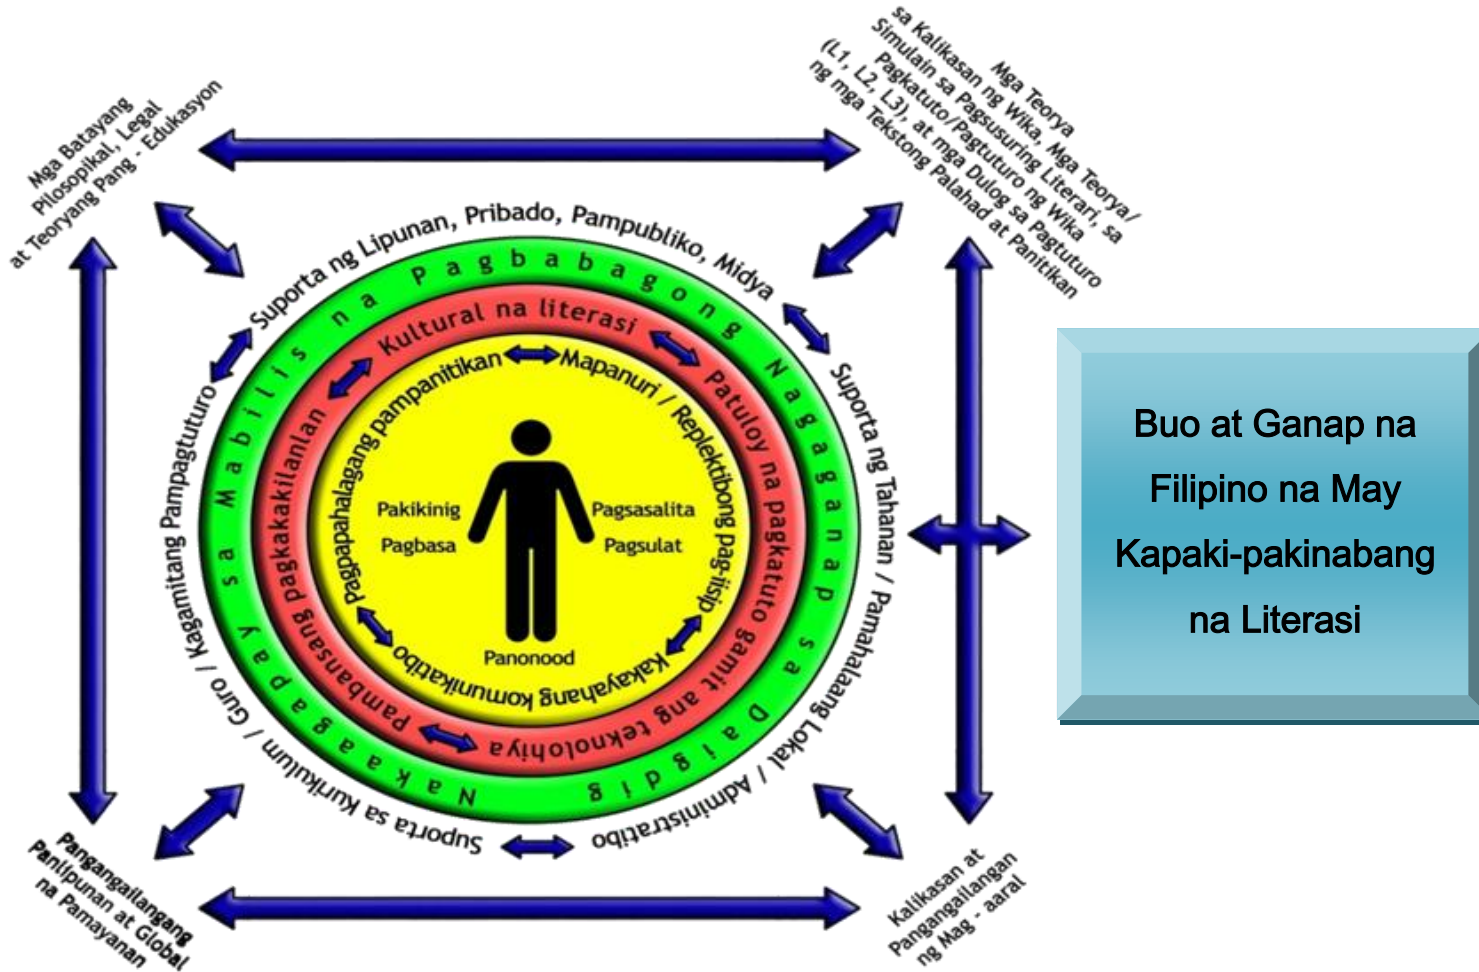 Mga Batayang
Pilosopikal, Legal
at Teoryang Pang - Edukasyon
Mga Teorya
sa Kalikasan ng Wika, Mga Teorya/
Simulain sa Pagsusuring Literari, sa
Pagkatuto/Pagtuturo ng Wika
(L1, L2, L3), at mga Dulog sa Pagtuturo
ng mga Tekstong Palahad at Panitikan
Suporta ng Lipunan, Pribado, Pampubliko, Midya
Suporta ng Tahanan / Pamahalaang Lokal / Administratibo
Suporta sa Kurikulum / Guro / Kagamitang Pampagtuturo
Nakaagapay sa Mabilis na Pagbabagong Nagaganap sa Daigdig
Kultural na literasi
Patuloy na pagkatuto gamit ang teknolohiya
Pambansang pagkakakilanlan
Pagpapahalagang pampanitikan
Mapanuri / Replektibong pag-iisip
Kakayahang komunikatibo
Pakikinig
Pagsasalita
Pagbasa
Pagsulat
Panonood
Buo at Ganap na
Filipino na May
Kapaki-pakinabang
na Literasi
Pangangailangang
Panlipunan at Global
na Pamayanan
Kalikasan at
Pangangailangan
ng Mag - aaral